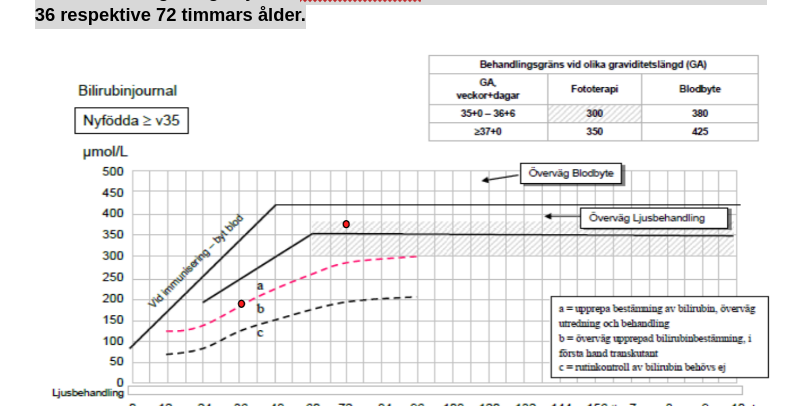 36 respektive 72 timmars ålder.
Behandlingsgräns vid olika graviditetslängd (GA)
GA, veckor+dagar Fototerapi Blodbyte
35+0 – 36+6 300 380
≥37+0 350 425
Bilirubinjournal
Nyfödda ≥ v35
µmol/L
Överväg Blodbyte
Överväg Ljusbehandling
Vid immunisering – byt blod
500
450
400
350
300
250
200
150
100
50
0
a
b
c
a = upprepa bestämning av bilirubin, överväg
utredning och behandling
b = överväg upprepad bilirubinbestämning, i
första hand transkutant
c = rutinkontroll av bilirubin behövs ej
Ljusbehandling